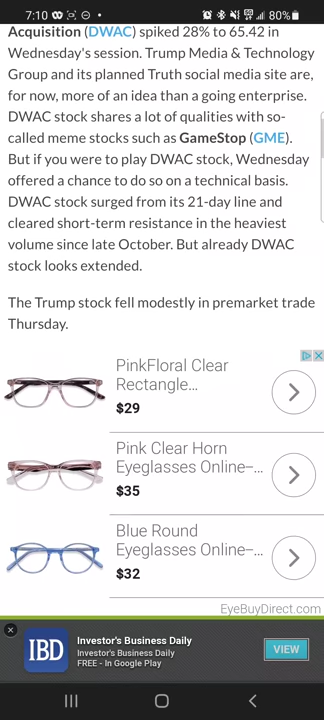 7:10
80%
Acquisition (DWAC) spiked 28% to 65.42 in
Wednesday's session. Trump Media & Technology
Group and its planned Truth social media site are,
for now, more of an idea than a going enterprise.
DWAC stock shares a lot of qualities with so-
called meme stocks such as GameStop (GME).
But if you were to play DWAC stock, Wednesday
offered a chance to do so on a technical basis.
DWAC stock surged from its 21-day line and
cleared short-term resistance in the heaviest
volume since late October. But already DWAC
stock looks extended.
The Trump stock fell modestly in premarket trade
Thursday.
PinkFloral Clear
Rectangle...
$29
Pink Clear Horn
Eyeglasses Online–...
$35
Blue Round
Eyeglasses Online–...
$32
EyeBuyDirect.com
IBD
Investor's Business Daily
Investor's Business Daily
FREE - In Google Play
VIEW